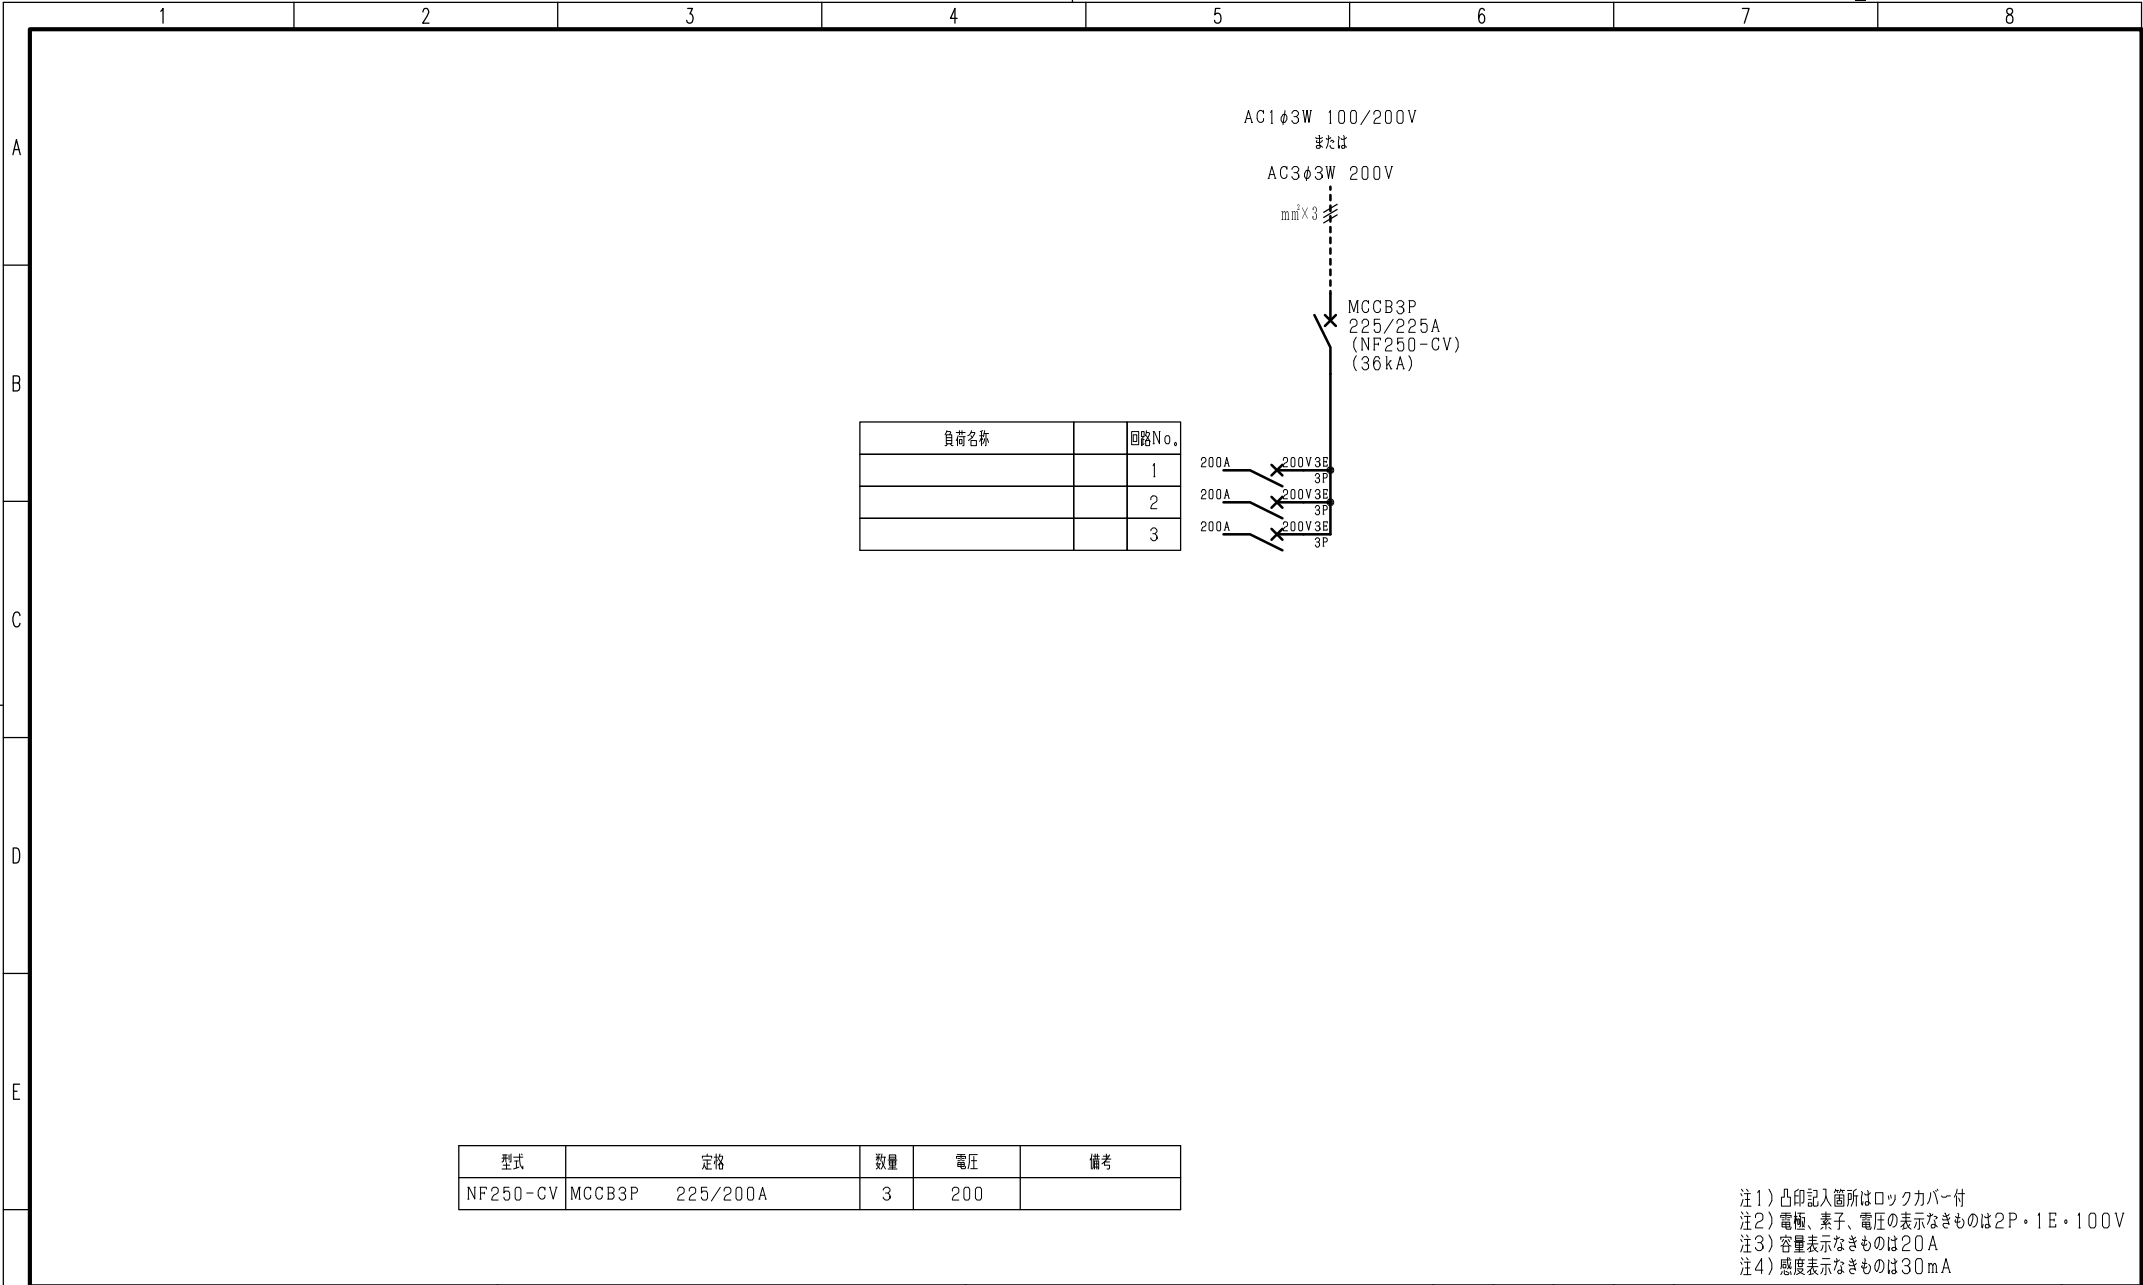 1 2 3 4 5 6 7 8
A
B
C
D
E
AC1φ3W 100/200V
または
AC3φ3W 200V
mm²×3
MCCB3P
225/225A
(NF250-CV)
(36kA)
負荷名称 回路No。
1
2
3
200A 200V3E
3P
200A 200V3E
3P
200A 200V3E
3P
型式 定格 数量 電圧 備考
NF250-CV MCCB3P 225/200A 3 200
注1)凸印記入箇所はロックカバー付
注2)電極、素子、電圧の表示なきものは2P・1E・100V
注3)容量表示なきものは20A
注4)感度表示なきものは30mA